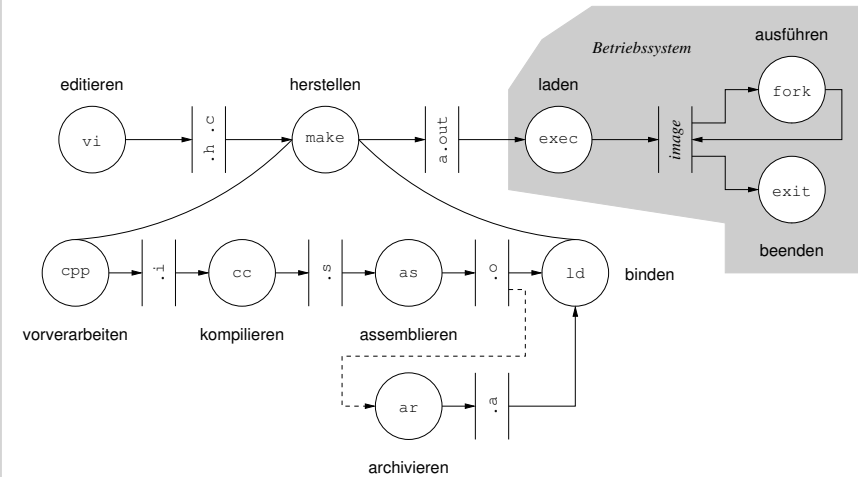 ausführen
Betriebssystem
editieren
herstellen
laden
fork
vi
.h .c
make
a.out
exec
image
exit
beenden
cpp
.i
cc
.s
as
.o
ld
binden
vorverarbeiten
kompilieren
assemblieren
ar
.a
archivieren